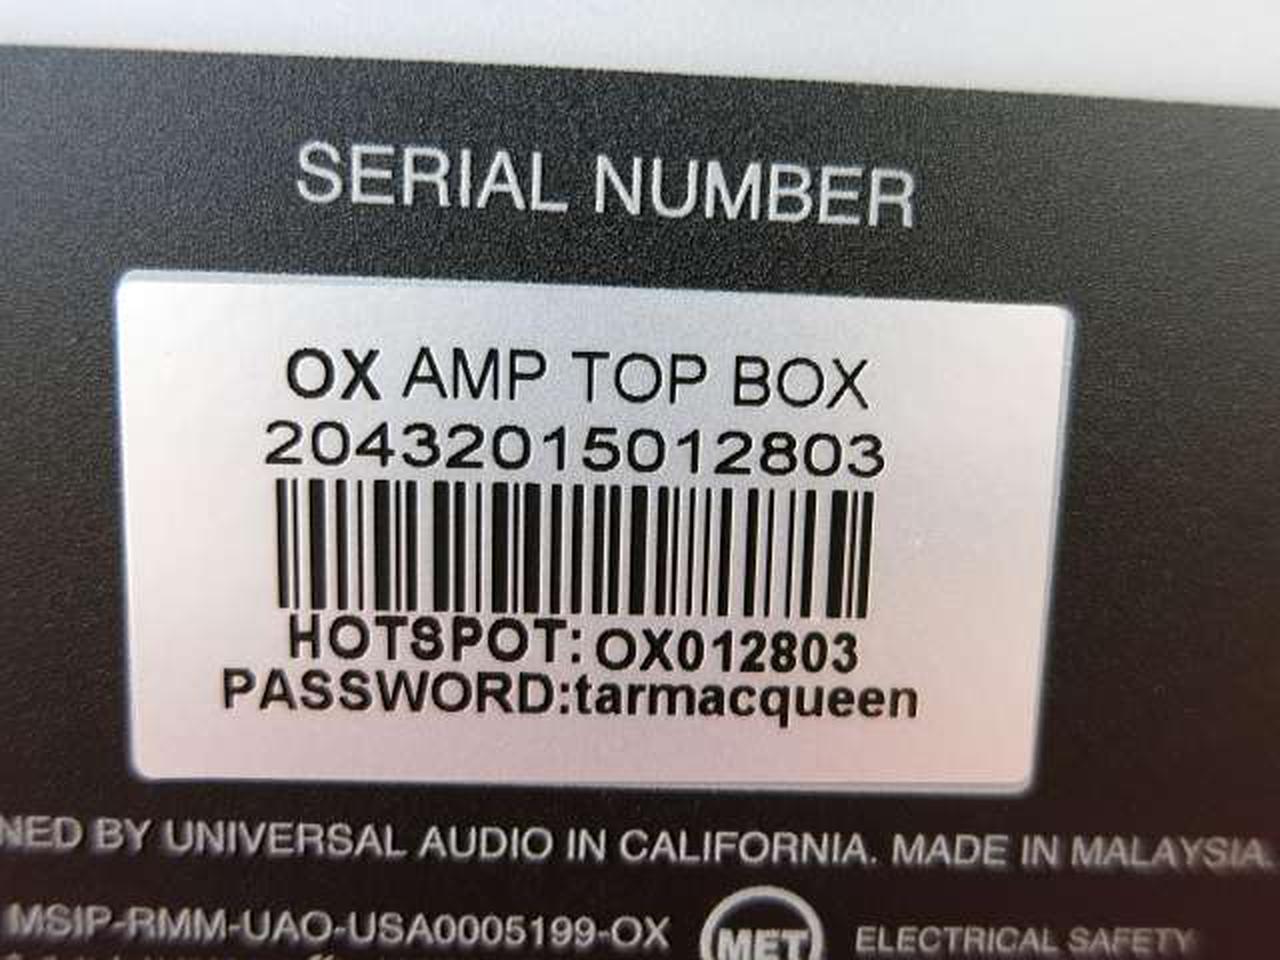 SERIAL NUMBER
OX AMP TOP BOX
20432015012803
HOTSPOT: OX012803
PASSWORD:tarmacqueen
NED BY UNIVERSAL AUDIO IN CALIFORNIA. MADE IN MALAYSIA.
MSIP-RMM-UAO-USA0005199-OX
MET
ELECTRICAL SAFETY